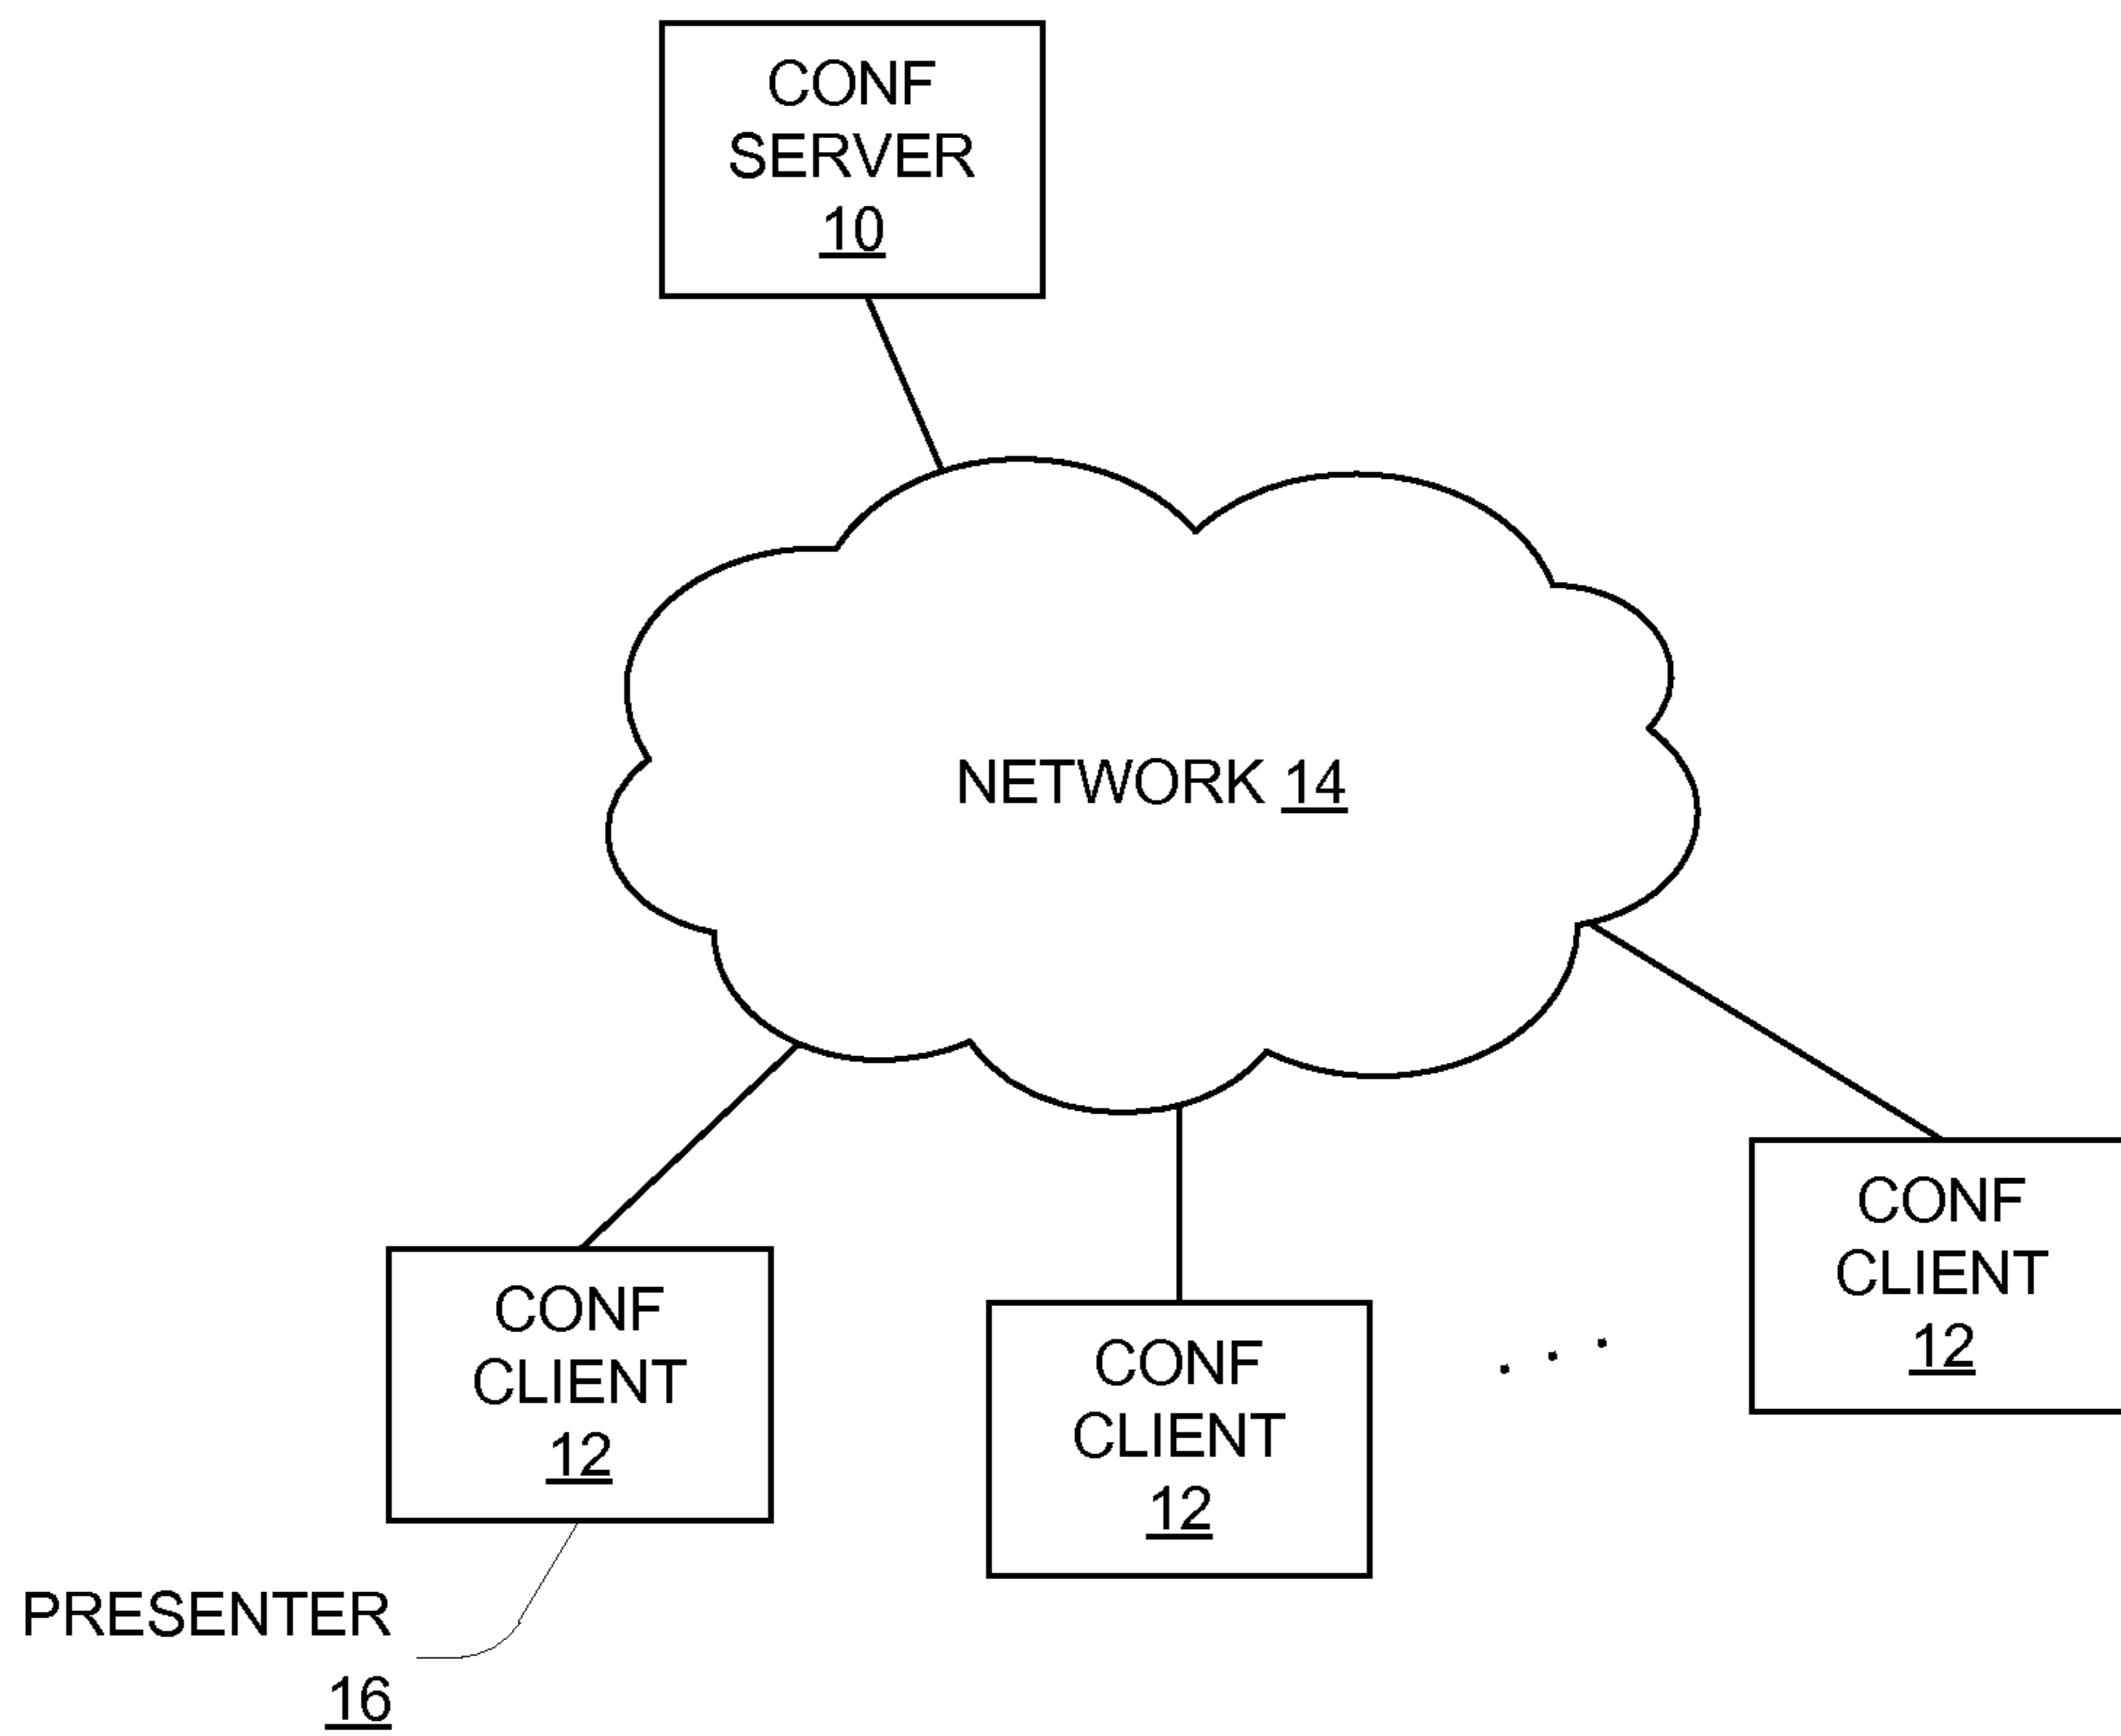 CONF
SERVER
10
NETWORK 14
CONF
CLIENT
12
CONF
CLIENT
12
CONF
CLIENT
12
PRESENTER
16